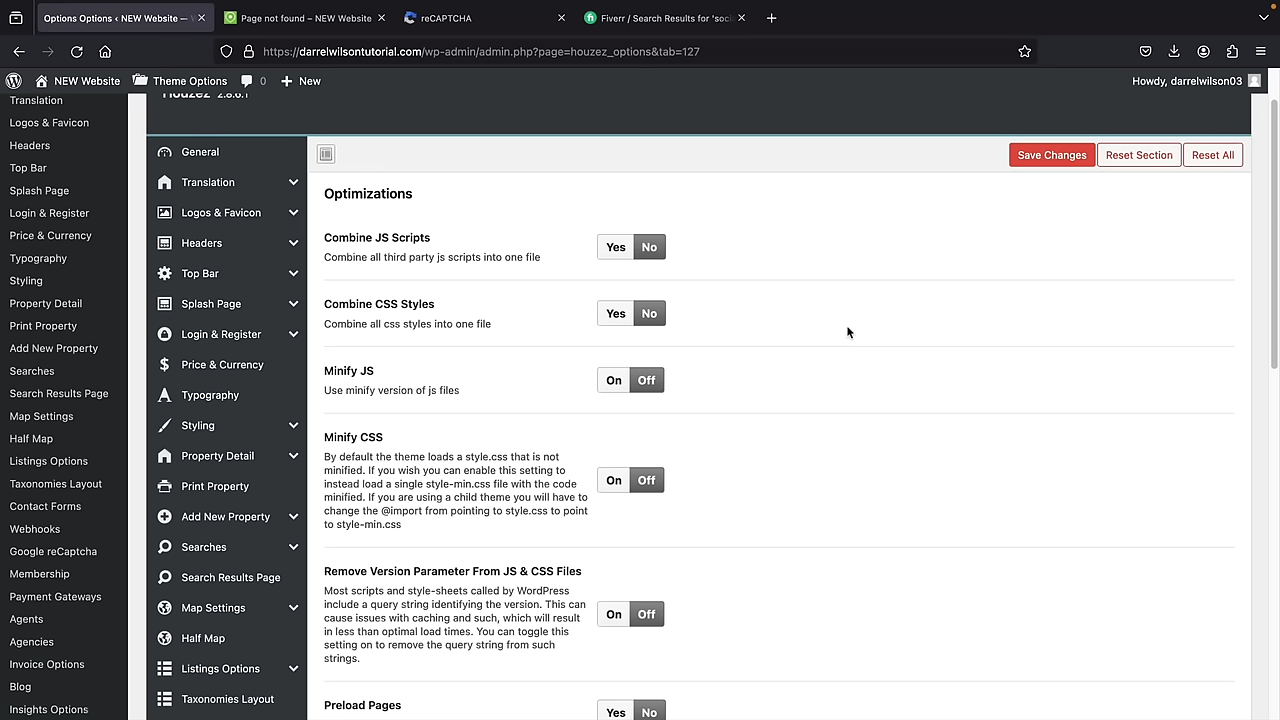 Options Options < NEW Website — W
Page not found – NEW Website
reCAPTCHA
Fiverr / Search Results for 'soci
https://darrelwilsontutorial.com/wp-admin/admin.php?page=houzez_options&tab=127
NEW Website
Theme Options
0
New
Howdy, darrelwilson03
Translation
Logos & Favicon
Headers
Top Bar
Splash Page
Login & Register
Price & Currency
Typography
Styling
Property Detail
Print Property
Add New Property
Searches
Search Results Page
Map Settings
Half Map
Listings Options
Taxonomies Layout
Contact Forms
Webhooks
Google reCaptcha
Membership
Payment Gateways
Agents
Agencies
Invoice Options
Blog
Insights Options
Houzez 2.8.6.1
General
Translation
Logos & Favicon
Headers
Top Bar
Splash Page
Login & Register
Price & Currency
Typography
Styling
Property Detail
Print Property
Add New Property
Searches
Search Results Page
Map Settings
Half Map
Listings Options
Taxonomies Layout
Save Changes
Reset Section
Reset All
Optimizations
Combine JS Scripts
Combine all third party js scripts into one file
Yes No
Combine CSS Styles
Combine all css styles into one file
Yes No
Minify JS
Use minify version of js files
On Off
Minify CSS
By default the theme loads a style.css that is not
minified. If you wish you can enable this setting to
instead load a single style-min.css file with the code
minified. If you are using a child theme you will have to
change the @import from pointing to style.css to point
to style-min.css
On Off
Remove Version Parameter From JS & CSS Files
Most scripts and style-sheets called by WordPress
include a query string identifying the version. This can
cause issues with caching and such, which will result
in less than optimal load times. You can toggle this
setting on to remove the query string from such
strings.
On Off
Preload Pages
Yes No